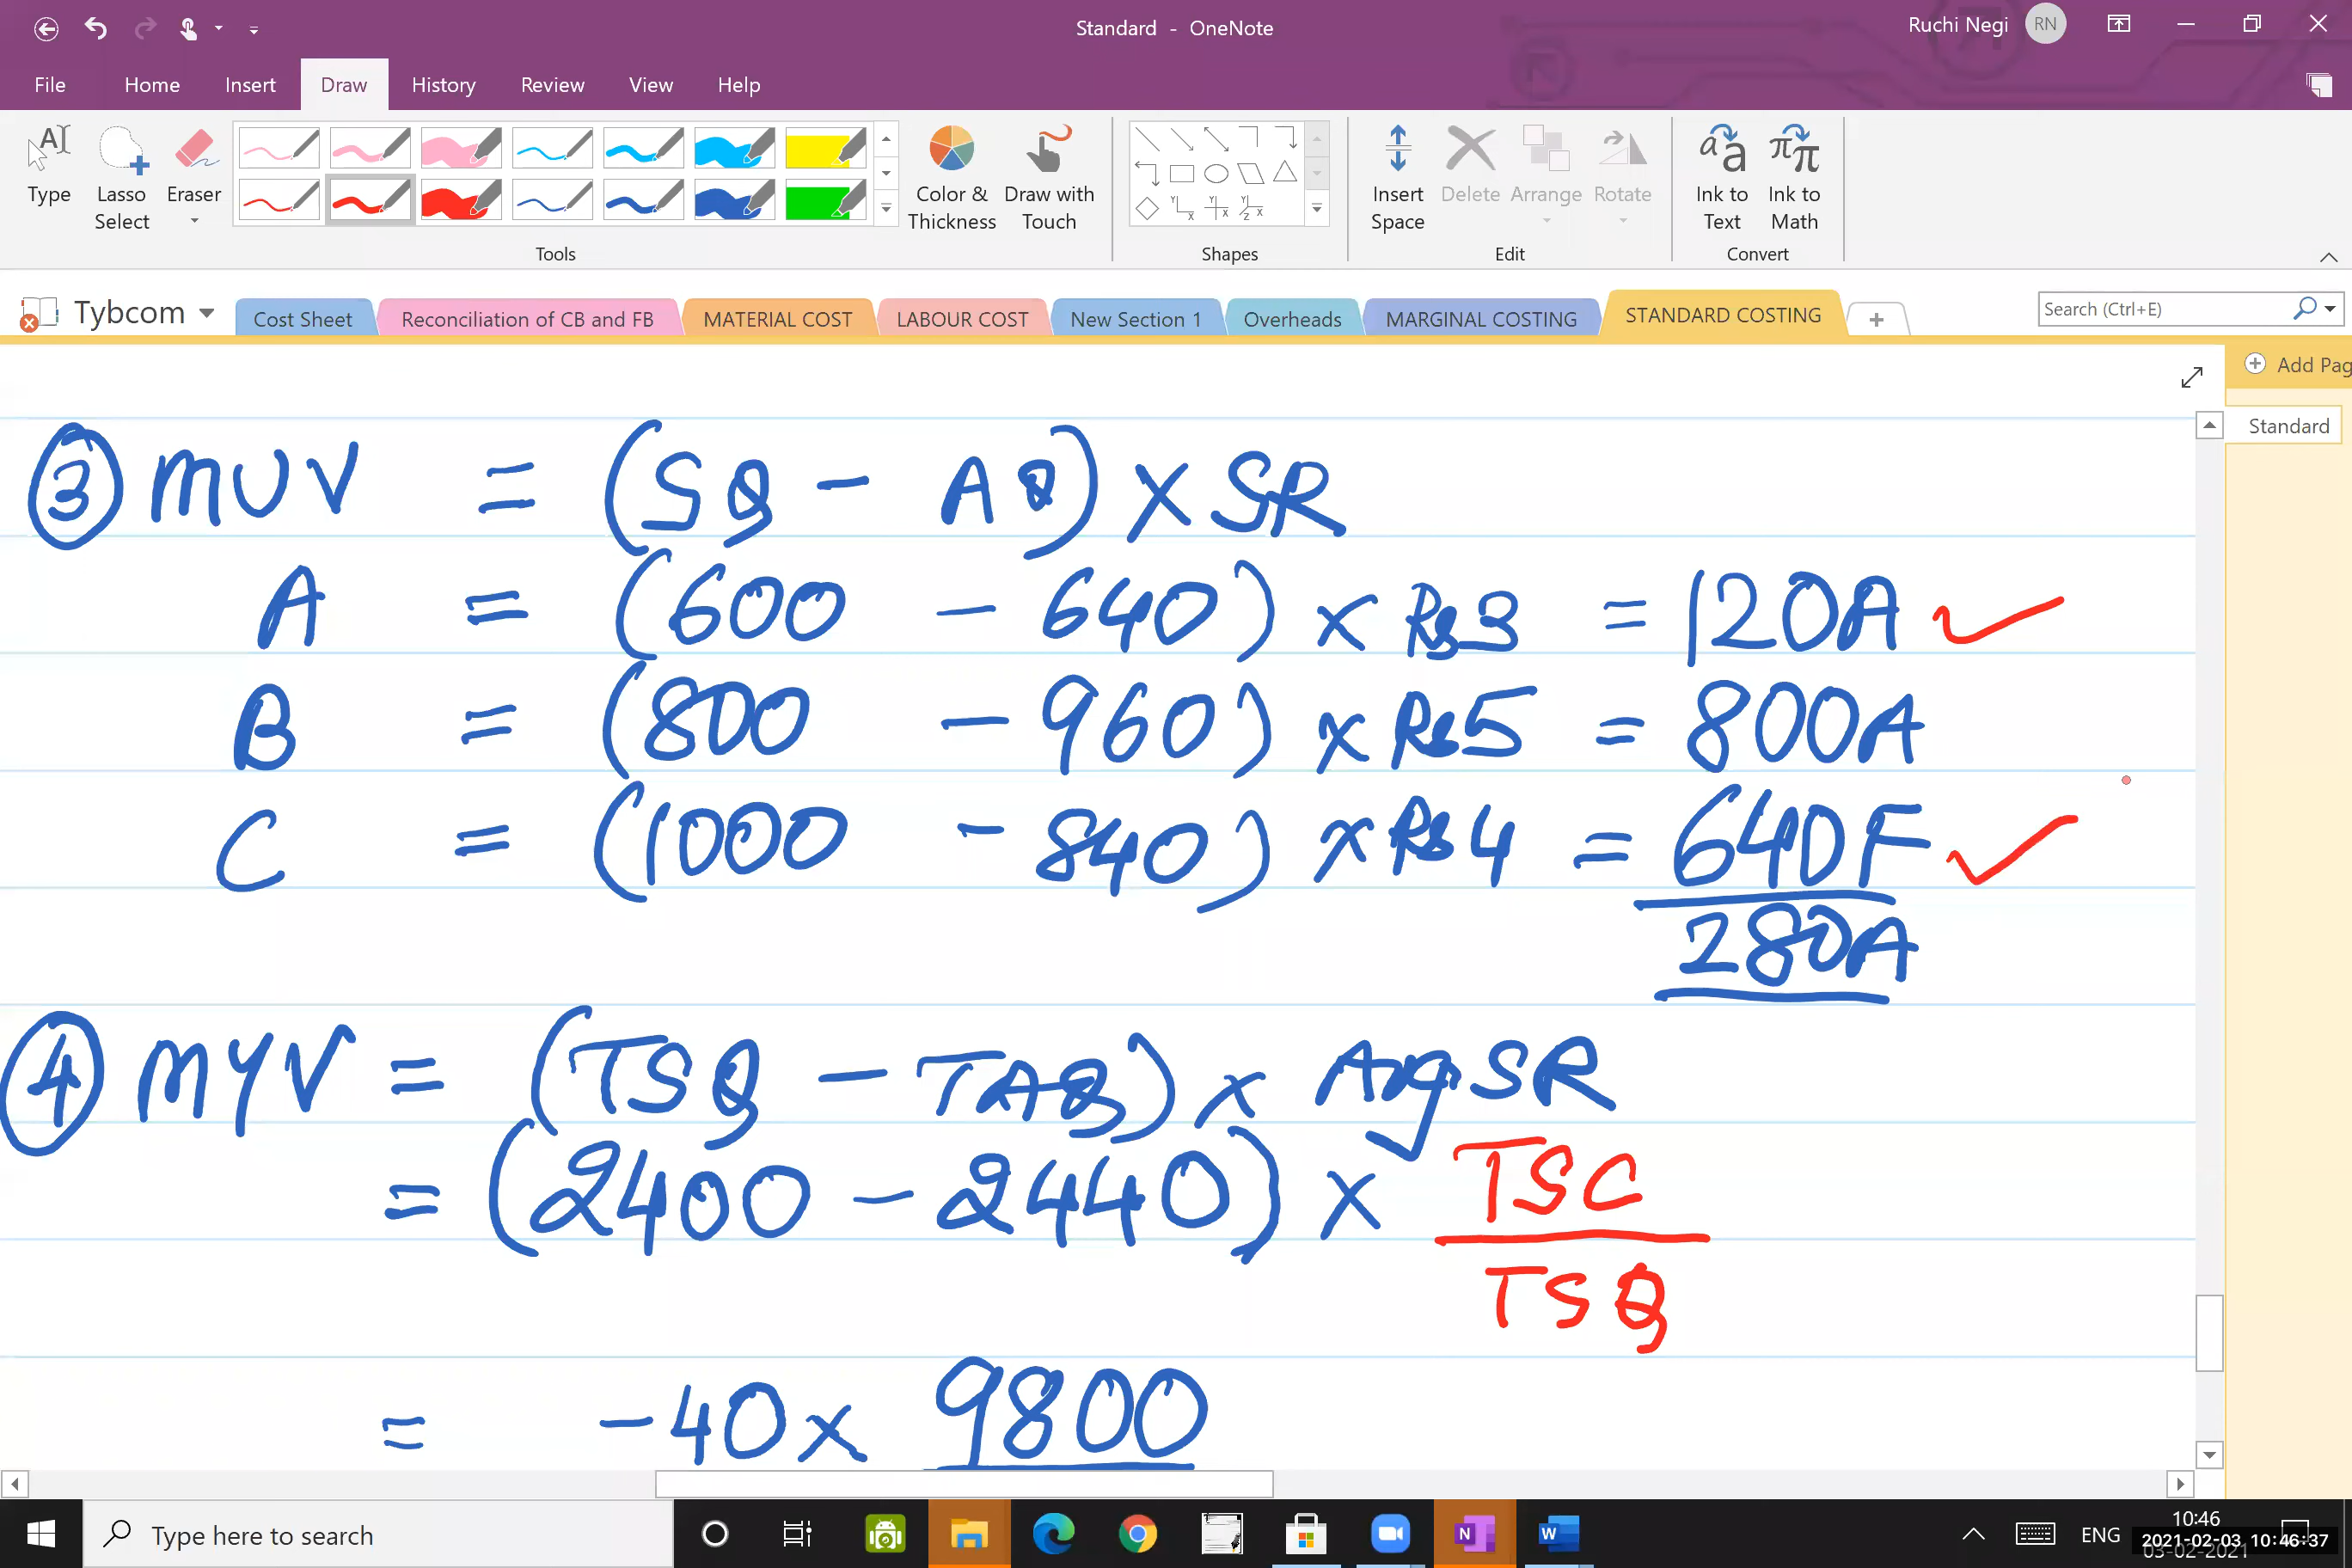 Standard - OneNote
Ruchi Negi RN
File Home Insert Draw History Review View Help
Type
Lasso Select
Eraser
Color & Thickness
Draw with Touch
Insert Space
Delete
Arrange
Rotate
Ink to Text
Ink to Math
Tools Shapes Edit Convert
Tybcom Cost Sheet Reconciliation of CB and FB MATERIAL COST LABOUR COST New Section 1 Overheads MARGINAL COSTING STANDARD COSTING Search (Ctrl+E)
Add Pag
Standard
③ MUV = (SQ - AQ) X SR
A = (600 - 640) x Rs3 = 120A ✓
B = (800 - 960) x Rs5 = 800A
C = (1000 - 840) x Rs4 = 640F ✓
280A
④ MYV = (TSQ - TAQ) x Avg SR
= (2400 - 2440) x TSC
TSQ
= -40 x 9800
Type here to search
ENG
10:46
03-02-2021
2021-02-03 10:46:37